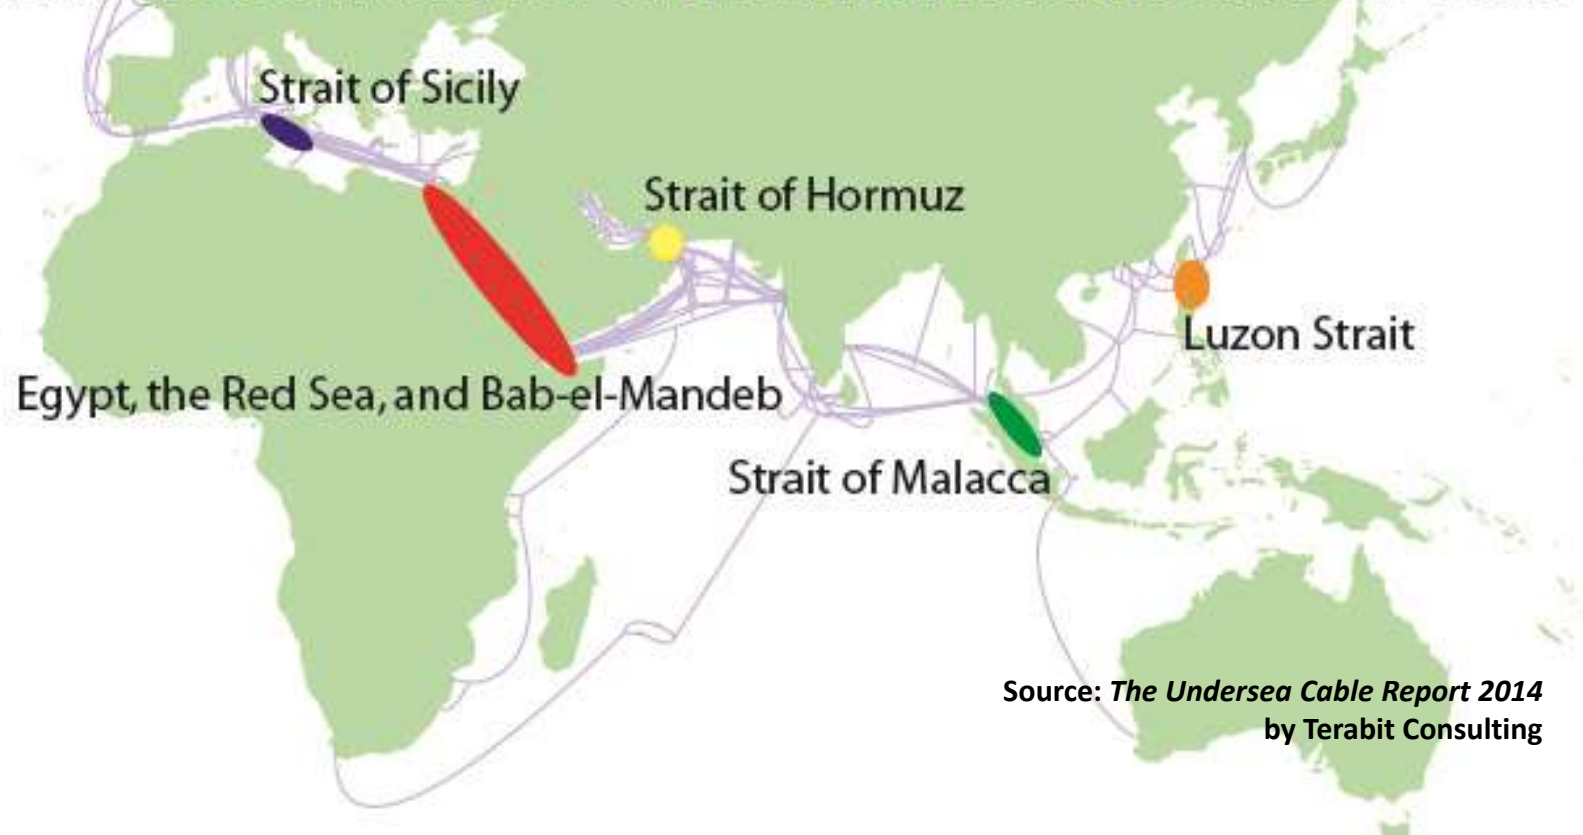 Strait of Sicily
Strait of Hormuz
Luzon Strait
Egypt, the Red Sea, and Bab-el-Mandeb
Strait of Malacca
Source: The Undersea Cable Report 2014
by Terabit Consulting